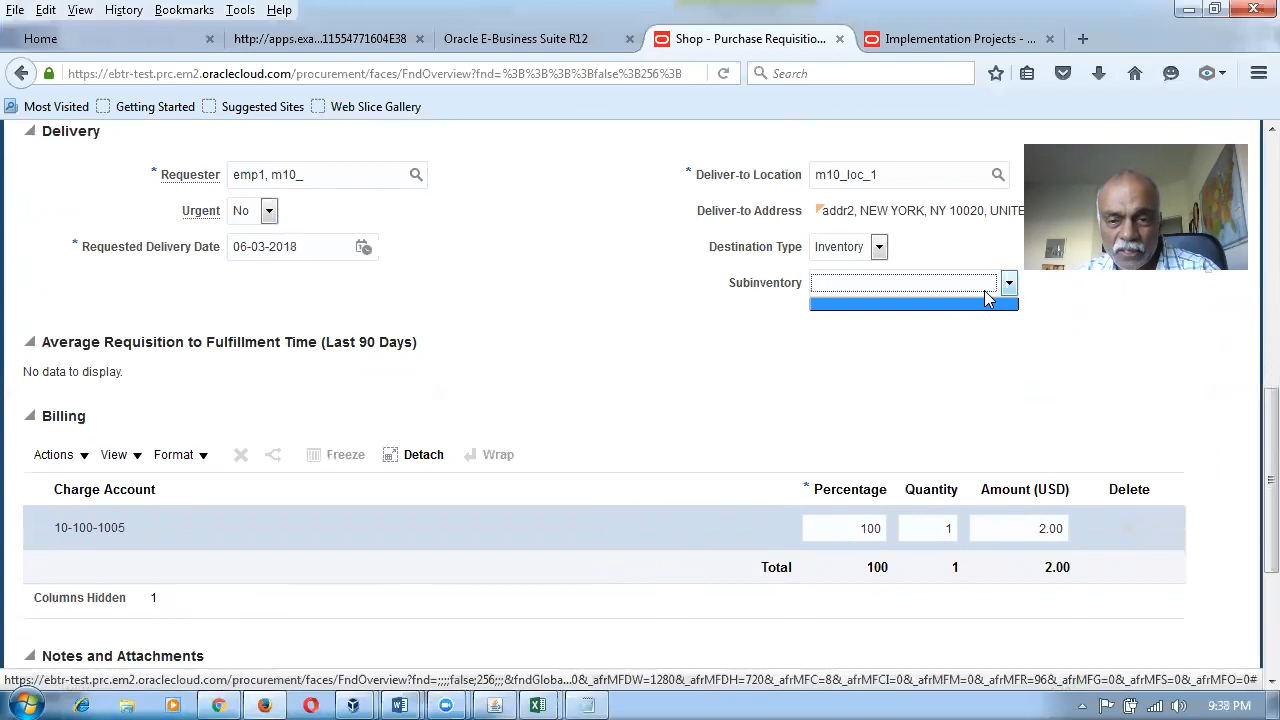 File Edit View History Bookmarks Tools Help
Home
http://apps.exa...11554771604E38
Oracle E-Business Suite R12
Shop - Purchase Requisitio...
Implementation Projects - ...
https://ebtr-test.prc.em2.oraclecloud.com/procurement/faces/FndOverview?fnd=%3B%3B%3B%3Bfalse%3B256%3B
Search
Most Visited Getting Started Suggested Sites Web Slice Gallery
Delivery
* Requester emp1, m10_
* Deliver-to Location m10_loc_1
Urgent No
Deliver-to Address addr2, NEW YORK, NY 10020, UNITE
* Requested Delivery Date 06-03-2018
Destination Type Inventory
Subinventory
Average Requisition to Fulfillment Time (Last 90 Days)
No data to display.
Billing
Actions View Format Freeze Detach Wrap
Charge Account * Percentage Quantity Amount (USD) Delete
10-100-1005 100 1 2.00
Total 100 1 2.00
Columns Hidden 1
Notes and Attachments
https://ebtr-test.prc.em2.oraclecloud.com/procurement/faces/FndOverview?fnd=;;;;false;256;;;&fndGloba...0&_afrMFDW=1280&_afrMFDH=720&_afrMFC=8&_afrMFCI=0&_afrMFM=0&_afrMFR=96&_afrMFG=0&_afrMFS=0&_afrMFO=0#
9:38 PM